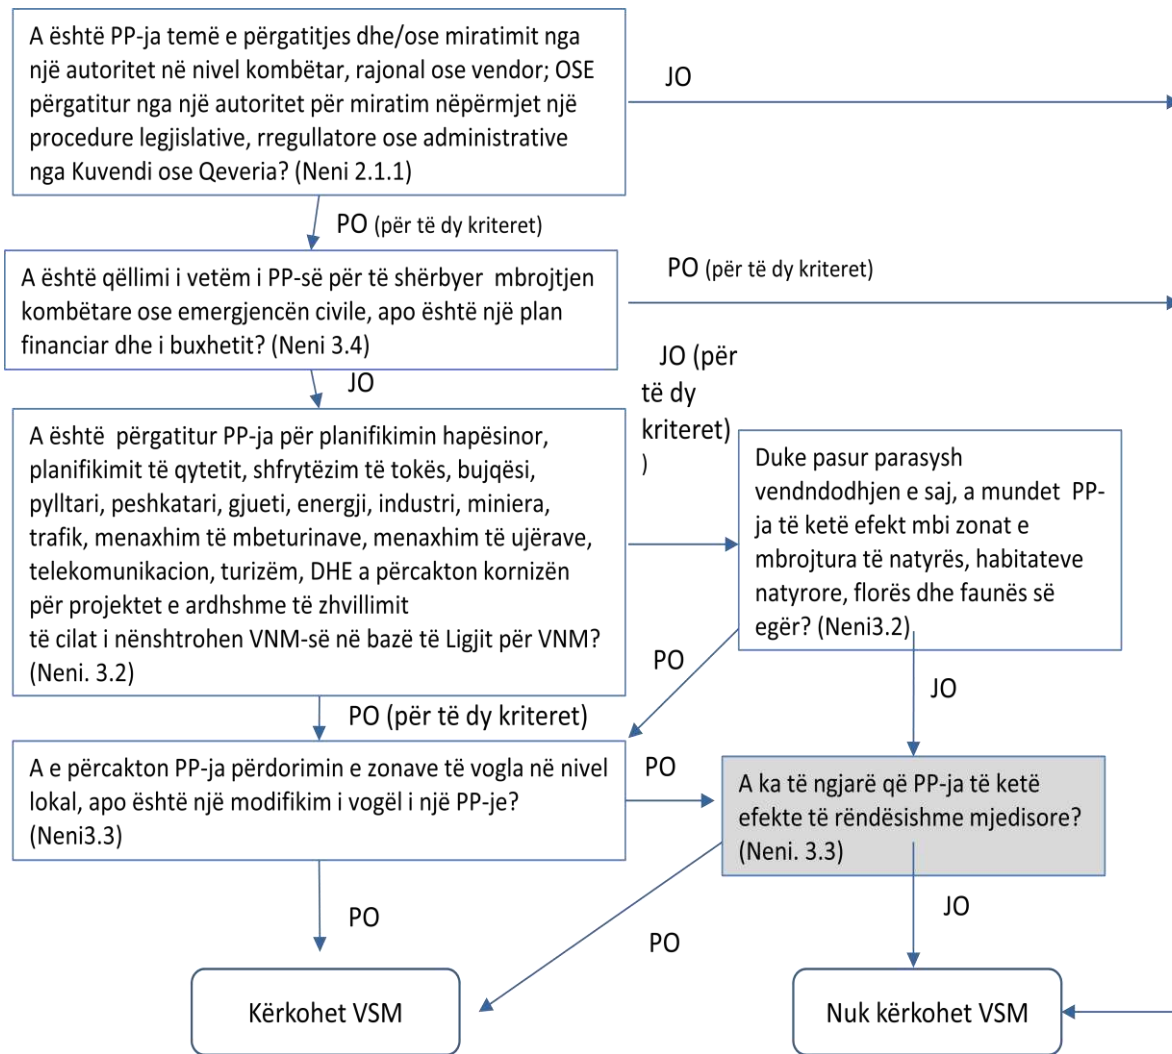 A është PP-ja temë e përgatitjes dhe/ose miratimit nga
një autoritet në nivel kombëtar, rajonal ose vendor; OSE
përgatitur nga një autoritet për miratim nëpërmjet një
procedure legjislative, rregullatore ose administrative
nga Kuvendi ose Qeveria? (Neni 2.1.1)
JO
PO (për të dy kriteret)
A është qëllimi i vetëm i PP-së për të shërbyer mbrojtjen
kombëtare ose emergjencën civile, apo është një plan
financiar dhe i buxhetit? (Neni 3.4)
PO (për të dy kriteret)
JO
A është përgatitur PP-ja për planifikimin hapësinor,
planifikimit të qytetit, shfrytëzim të tokës, bujqësi,
pylltari, peshkatari, gjueti, energji, industri, miniera,
trafik, menaxhim të mbeturinave, menaxhim të ujërave,
telekomunikacion, turizëm, DHE a përcakton kornizën
për projektet e ardhshme të zhvillimit
të cilat i nënshtrohen VNM-së në bazë të Ligjit për VNM?
(Neni. 3.2)
JO (për
të dy
kriteret)
)
Duke pasur parasysh
vendndodhjen e saj, a mundet PP-
ja të ketë efekt mbi zonat e
mbrojtura të natyrës, habitateve
natyrore, florës dhe faunës së
egër? (Neni3.2)
PO
JO
PO (për të dy kriteret)
A e përcakton PP-ja përdorimin e zonave të vogla në nivel
lokal, apo është një modifikim i vogël i një PP-je?
(Neni3.3)
PO
A ka të ngjarë që PP-ja të ketë
efekte të rëndësishme mjedisore?
(Neni. 3.3)
PO
PO
JO
Kërkohet VSM
Nuk kërkohet VSM